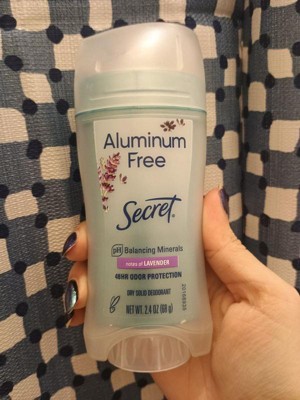 Aluminum
Free
Secret®
pH Balancing Minerals
notes of LAVENDER
48HR ODOR PROTECTION
DRY SOLID DEODORANT
NET WT. 2.4 OZ (68 g)